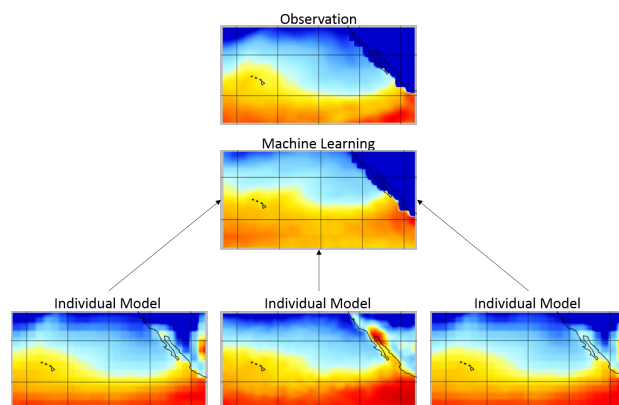 Observation
Machine Learning
Individual Model
Individual Model
Individual Model